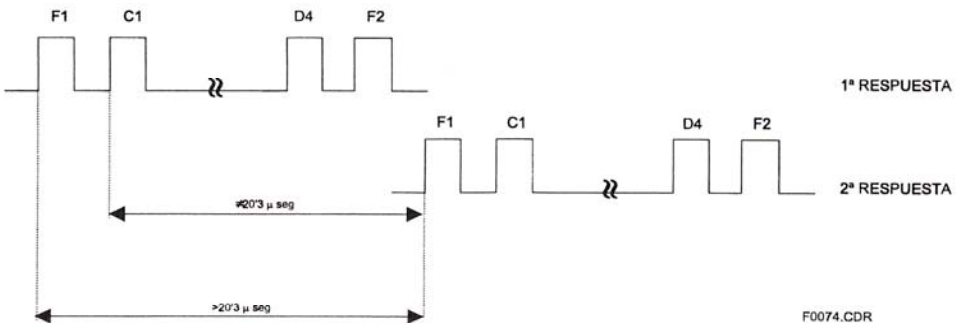 F1 C1 D4 F2
1ª RESPUESTA
F1 C1 D4 F2
2ª RESPUESTA
≠20'3 µ seg
>20'3 µ seg
F0074.CDR